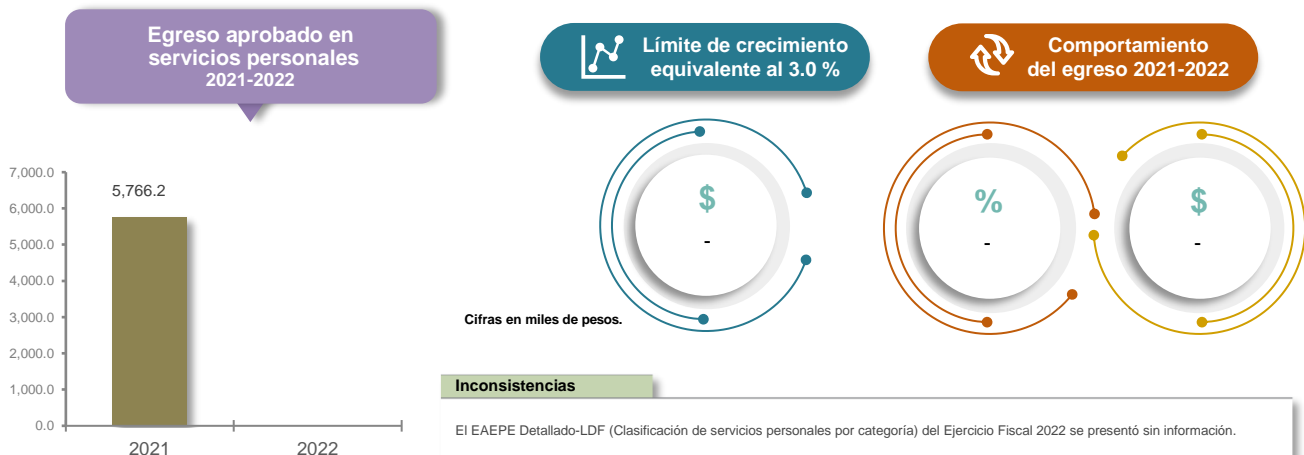 Egreso aprobado en
servicios personales
2021-2022
Límite de crecimiento
equivalente al 3.0 %
Comportamiento
del egreso 2021-2022
7,000.0
6,000.0
5,000.0
4,000.0
3,000.0
2,000.0
1,000.0
0.0
5,766.2
2021
2022
$
-
%
-
$
-
Cifras en miles de pesos.
Inconsistencias
El EAEPE Detallado-LDF (Clasificación de servicios personales por categoría) del Ejercicio Fiscal 2022 se presentó sin información.